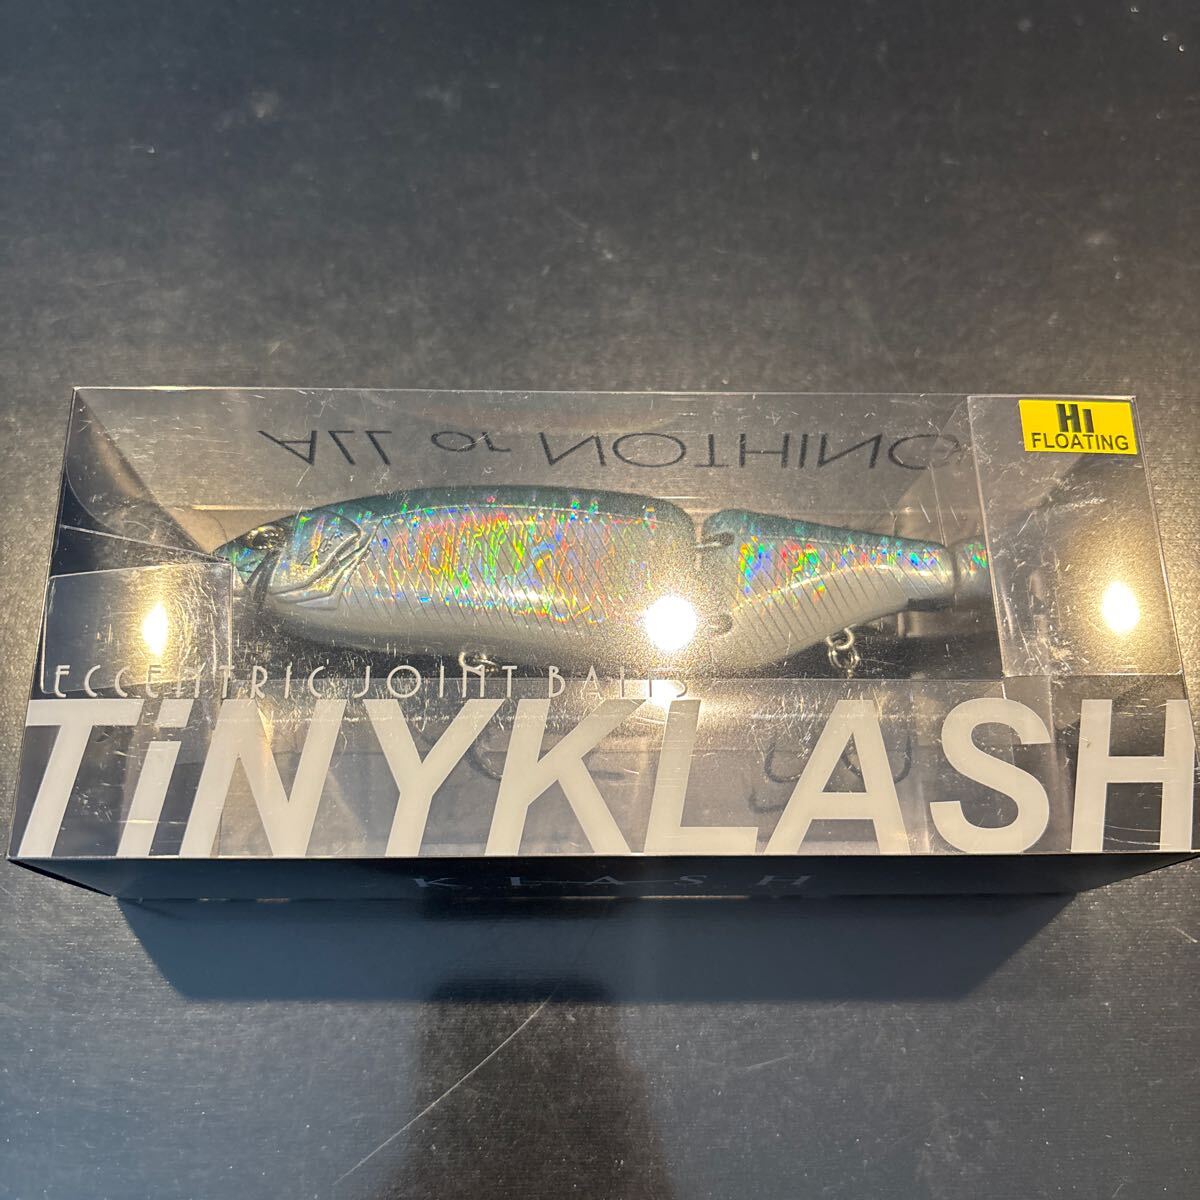 ALL or NOTHING
HI
FLOATING
ECCENTRIC JOINT BAITS
TiNYKLASH
KLASH